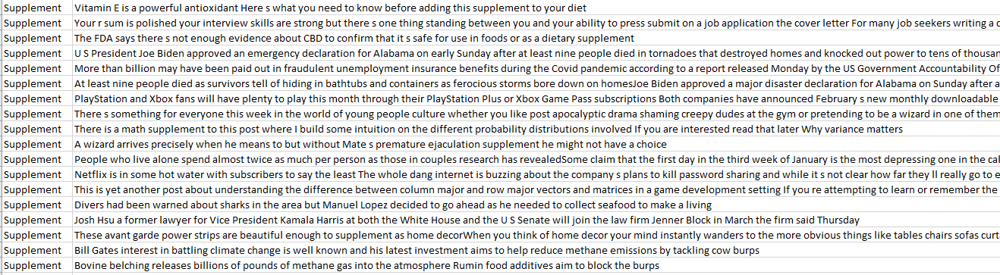 Supplement Vitamin E is a powerful antioxidant Here s what you need to know before adding this supplement to your diet
Supplement Your r sum is polished your interview skills are strong but there s one thing standing between you and your ability to press submit on a job application the cover letter For many job seekers writing a c
Supplement The FDA says there s not enough evidence about CBD to confirm that it s safe for use in foods or as a dietary supplement
Supplement U S President Joe Biden approved an emergency declaration for Alabama on early Sunday after at least nine people died in tornadoes that destroyed homes and knocked out power to tens of thousan
Supplement More than billion may have been paid out in fraudulent unemployment insurance benefits during the Covid pandemic according to a report released Monday by the US Government Accountability Of
Supplement At least nine people died as survivors tell of hiding in bathtubs and containers as ferocious storms bore down on homesJoe Biden approved a major disaster declaration for Alabama on Sunday after a
Supplement PlayStation and Xbox fans will have plenty to play this month through their PlayStation Plus or Xbox Game Pass subscriptions Both companies have announced February s new monthly downloadable
Supplement There s something for everyone this week in the world of young people culture whether you like post apocalyptic drama shaming creepy dudes at the gym or pretending to be a wizard in one of them
Supplement There is a math supplement to this post where I build some intuition on the different probability distributions involved If you are interested read that later Why variance matters
Supplement A wizard arrives precisely when he means to but without Mate s premature ejaculation supplement he might not have a choice
Supplement People who live alone spend almost twice as much per person as those in couples research has revealedSome claim that the first day in the third week of January is the most depressing one in the cal
Supplement Netflix is in some hot water with subscribers to say the least The whole dang internet is buzzing about the company s plans to kill password sharing and while it s not clear how far they ll really go to e
Supplement This is yet another post about understanding the difference between column major and row major vectors and matrices in a game development setting If you re attempting to learn or remember the
Supplement Divers had been warned about sharks in the area but Manuel Lopez decided to go ahead as he needed to collect seafood to make a living
Supplement Josh Hsu a former lawyer for Vice President Kamala Harris at both the White House and the U S Senate will join the law firm Jenner Block in March the firm said Thursday
Supplement These avant garde power strips are beautiful enough to supplement as home decorWhen you think of home decor your mind instantly wanders to the more obvious things like tables chairs sofas curt
Supplement Bill Gates interest in battling climate change is well known and his latest investment aims to help reduce methane emissions by tackling cow burps
Supplement Bovine belching releases billions of pounds of methane gas into the atmosphere Rumin food additives aim to block the burps